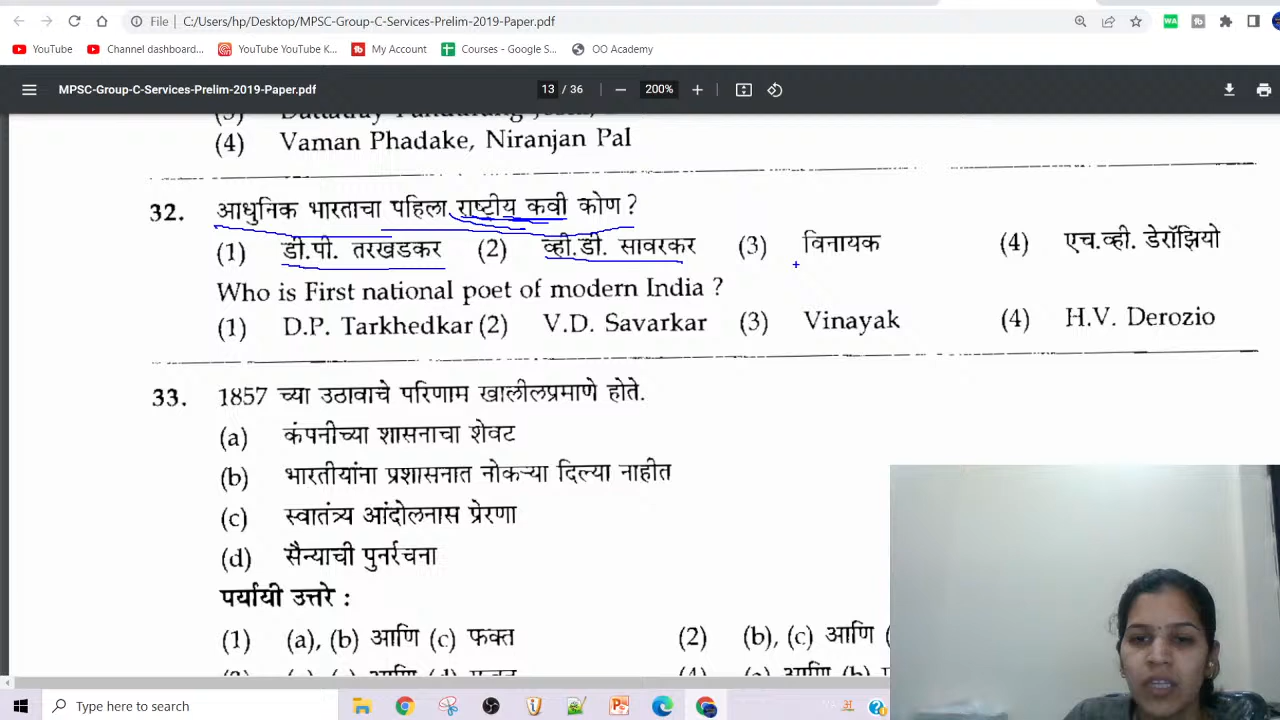 File | C:/Users/hp/Desktop/MPSC-Group-C-Services-Prelim-2019-Paper.pdf
YouTube Channel dashboard... YouTube YouTube K... My Account Courses - Google S... OO Academy
MPSC-Group-C-Services-Prelim-2019-Paper.pdf 13 / 36 — 200% +
(4) Vaman Phadake, Niranjan Pal
32. आधुनिक भारताचा पहिला राष्टीय कवी कोण ?
(1) डी.पी. तरखडकर (2) व्ही.डी. सावरकर (3) विनायक (4) एच.व्ही. डेरॉझियो
Who is First national poet of modern India ?
(1) D.P. Tarkhedkar (2) V.D. Savarkar (3) Vinayak (4) H.V. Derozio
33. 1857 च्या उठावाचे परिणाम खालीलप्रमाणे होते.
(a) कंपनीच्या शासनाचा शेवट
(b) भारतीयांना प्रशासनात नोकऱ्या दिल्या नाहीत
(c) स्वातंत्र्य आंदोलनास प्रेरणा
(d) सैन्याची पुनर्रचना
पर्यायी उत्तरे :
(1) (a), (b) आणि (c) फक्त (2) (b), (c) आणि
Type here to search